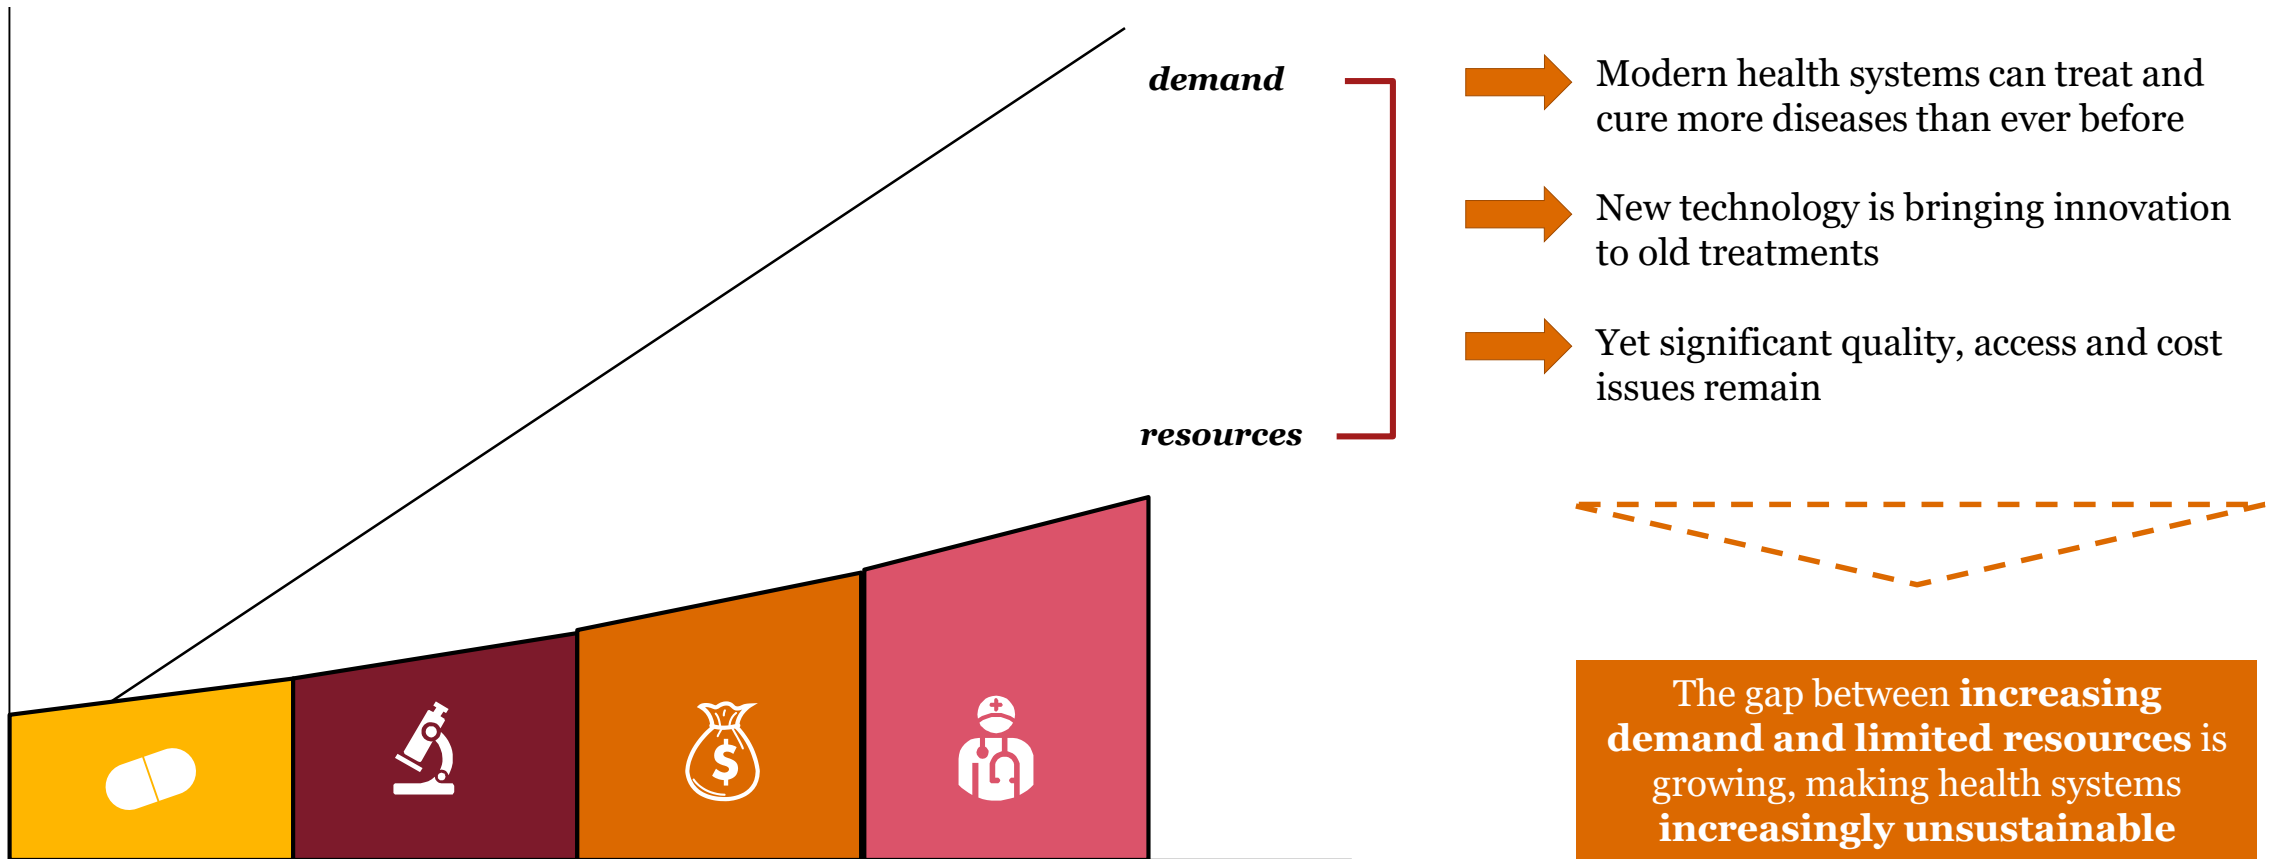 demand
resources
$
Modern health systems can treat and
cure more diseases than ever before
New technology is bringing innovation
to old treatments
Yet significant quality, access and cost
issues remain
The gap between increasing
demand and limited resources is
growing, making health systems
increasingly unsustainable